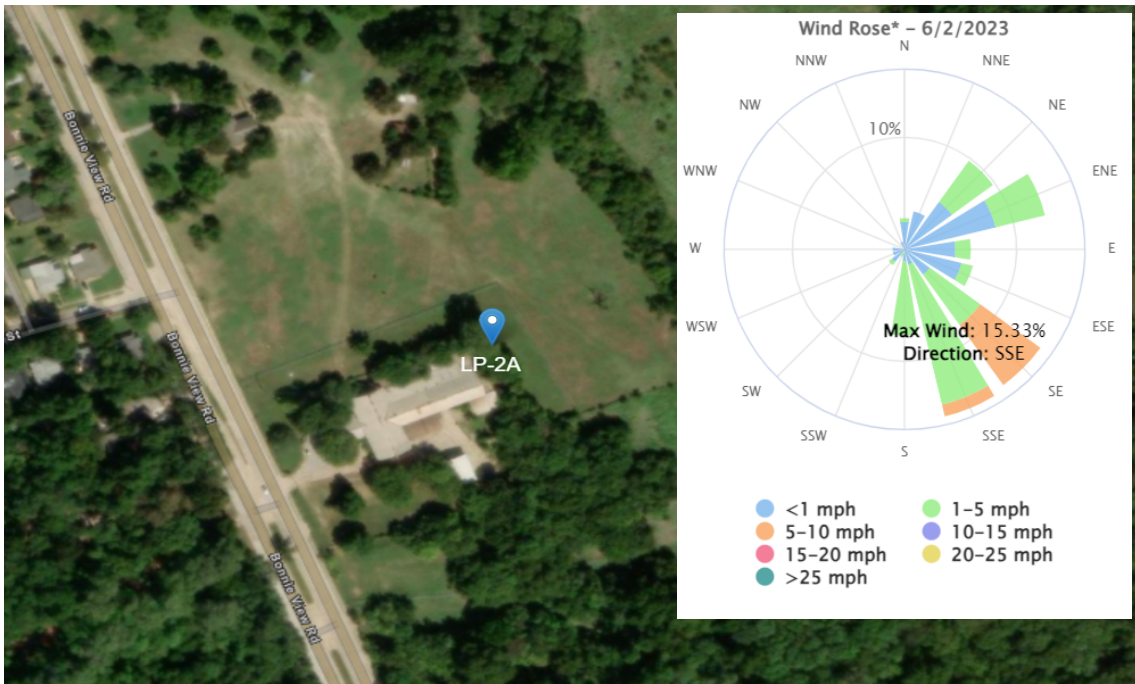 Bonnie View Rd
St
Bonnie View Rd
LP-2A
Bonnie View Rd
Wind Rose* – 6/2/2023
N
NNW
NNE
NW
NE
10%
WNW
ENE
W
E
WSW
ESE
Max Wind: 15.33%
Direction: SSE
SW
SE
SSW
SSE
S
<1 mph
1–5 mph
5–10 mph
10–15 mph
15–20 mph
20–25 mph
>25 mph